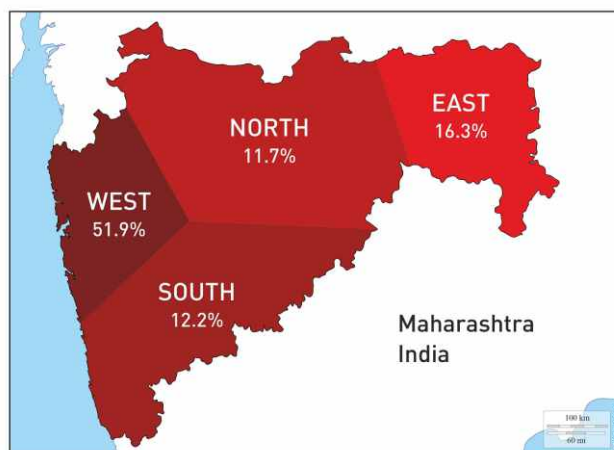 EAST
16.3%
NORTH
11.7%
WEST
51.9%
SOUTH
12.2%
Maharashtra
India
100 km
60 mi